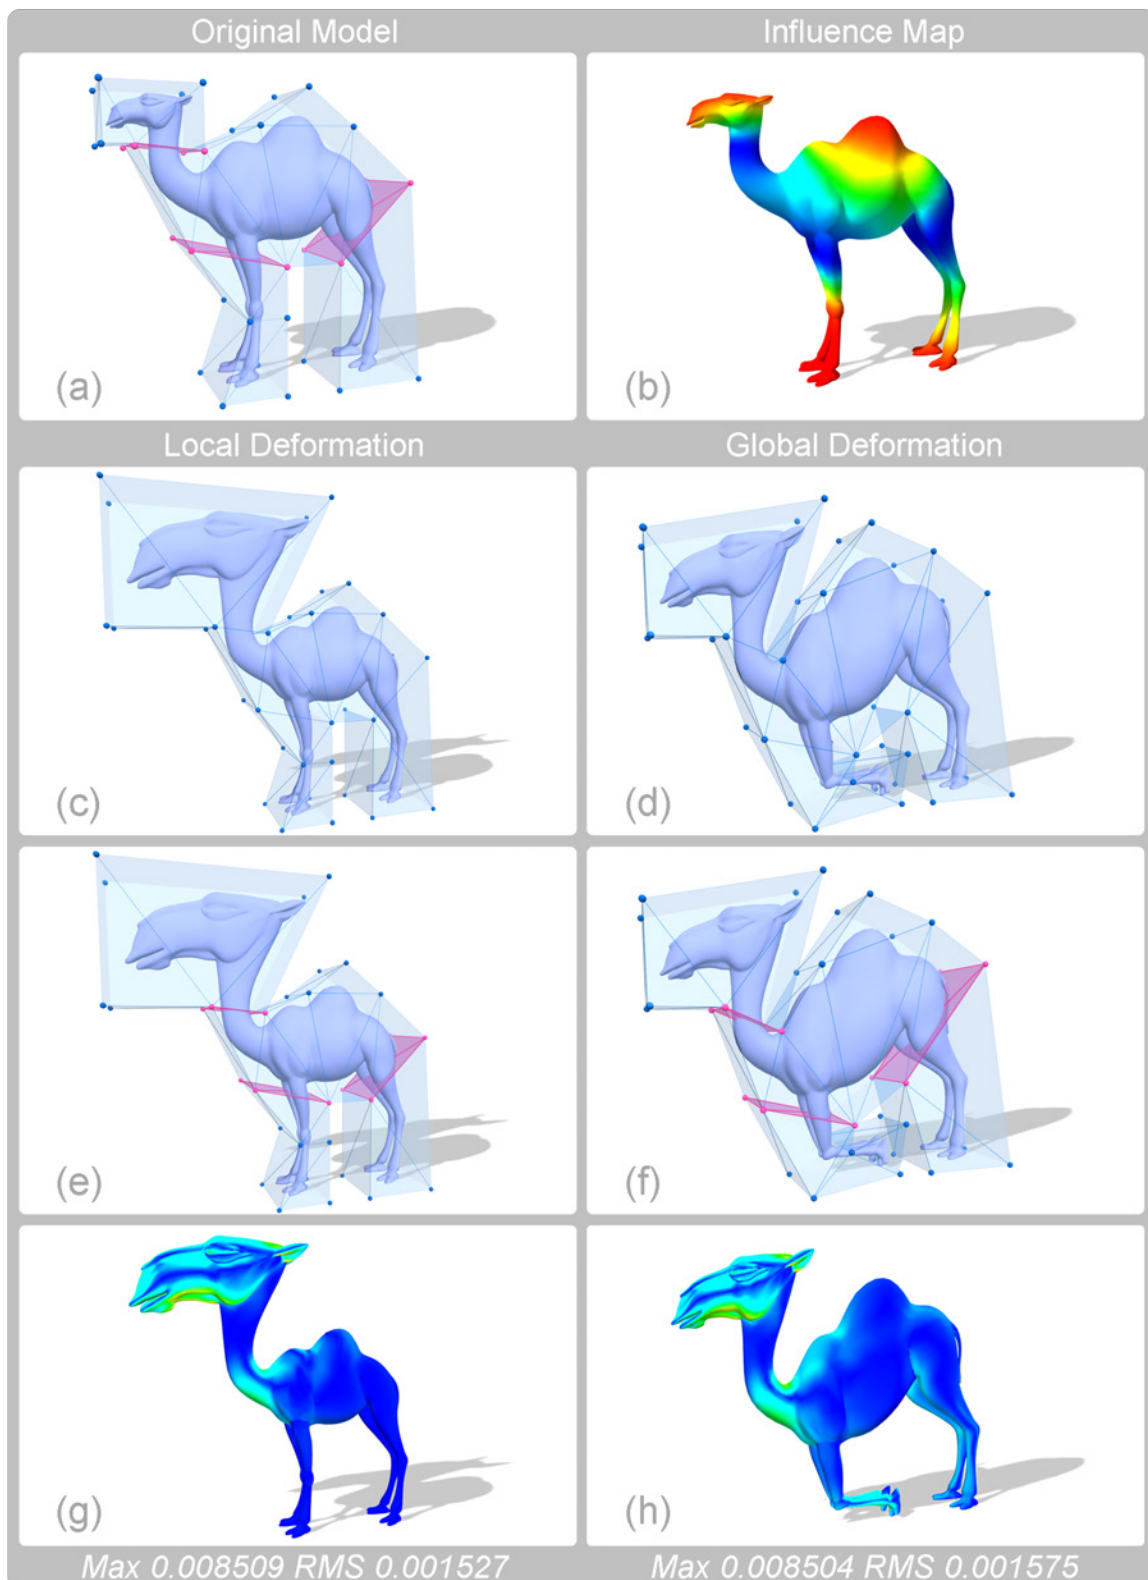 Original Model
Influence Map
(a)
(b)
Local Deformation
Global Deformation
(c)
(d)
(e)
(f)
(g)
(h)
Max 0.008509 RMS 0.001527
Max 0.008504 RMS 0.001575